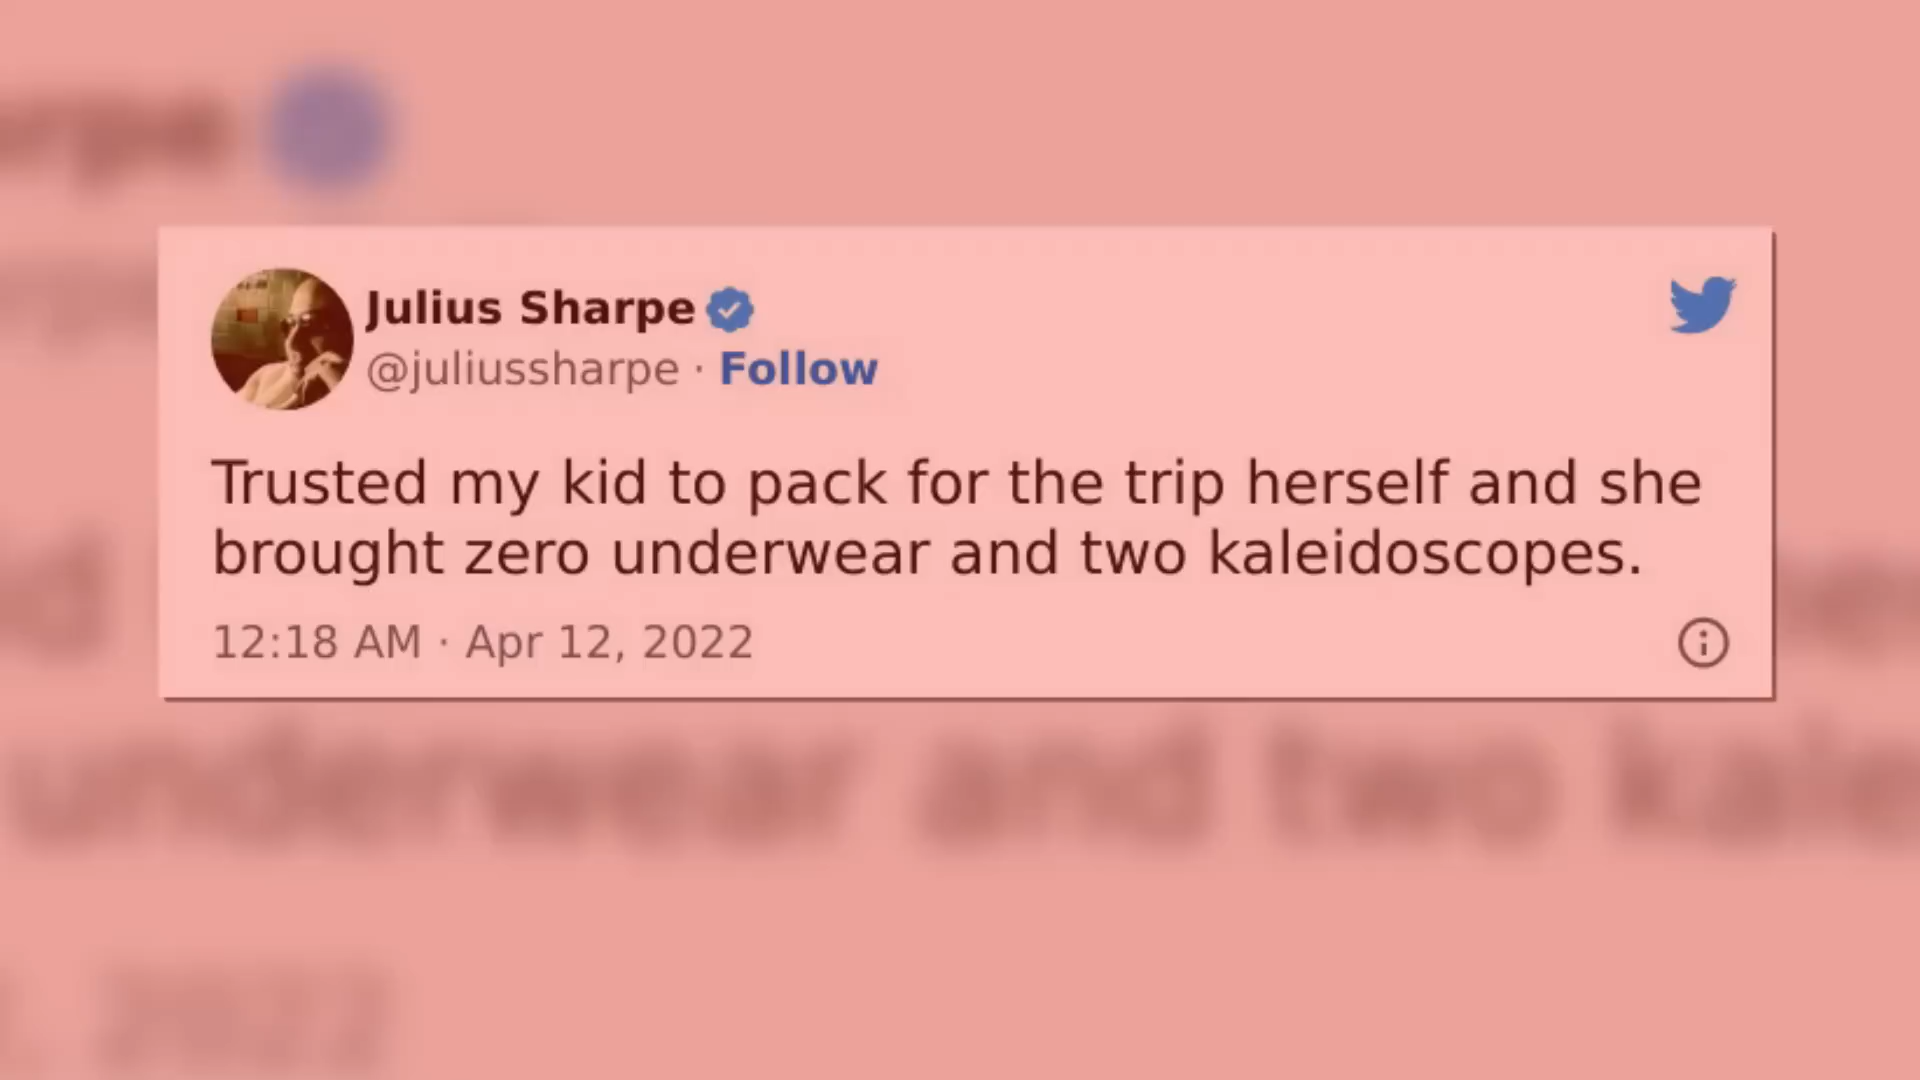 Julius Sharpe
@juliussharpe · Follow
Trusted my kid to pack for the trip herself and she
brought zero underwear and two kaleidoscopes.
12:18 AM · Apr 12, 2022